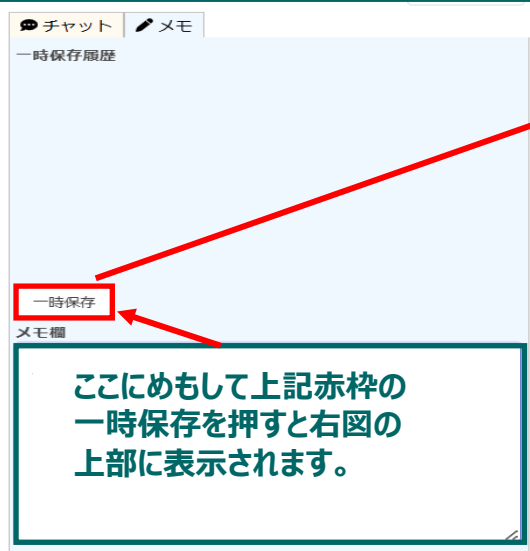 チャット メモ
一時保存履歴
一時保存
メモ欄
ここにめもして上記赤枠の
一時保存を押すと右図の
上部に表示されます。